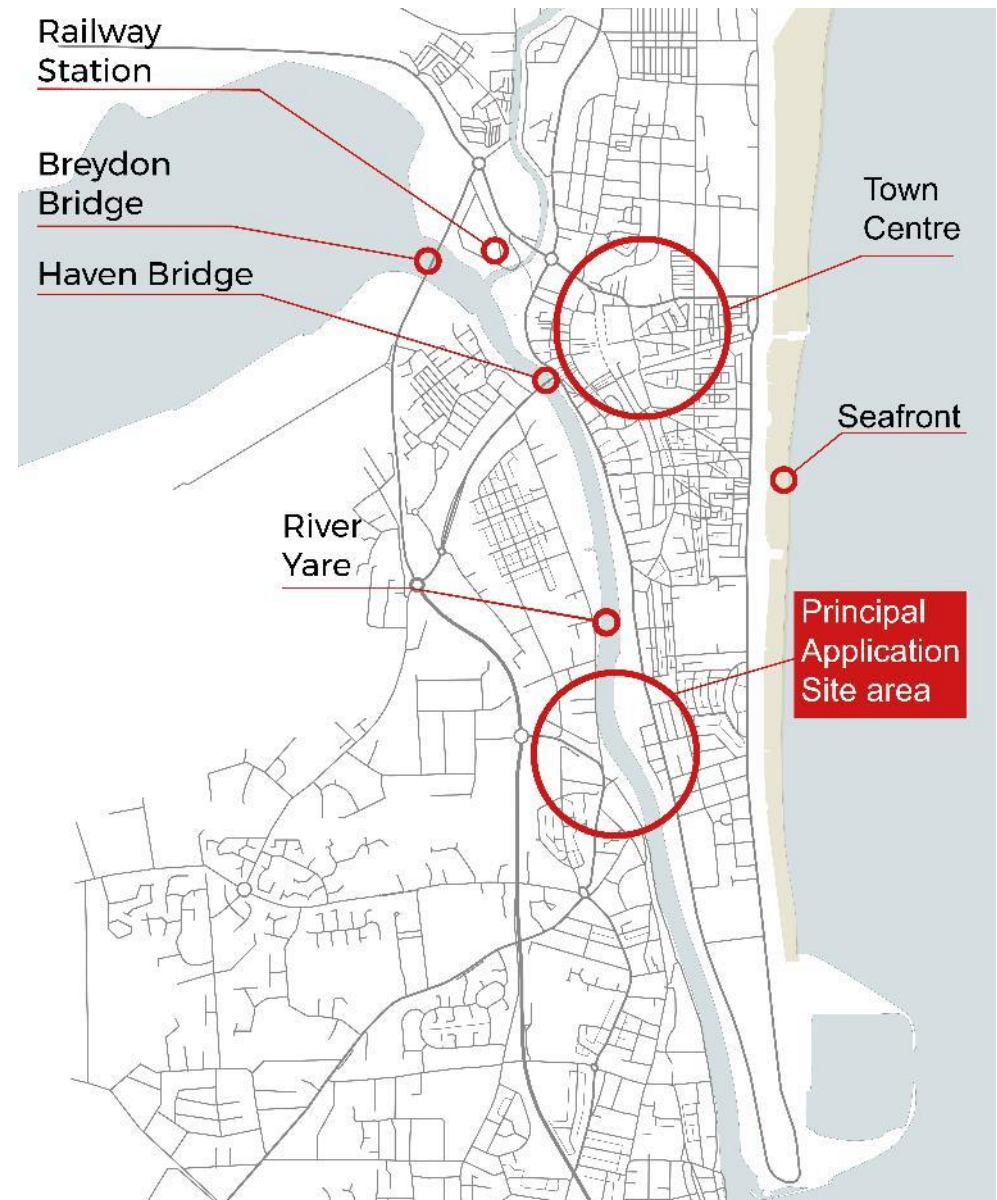 Railway
Station
Breydon
Bridge
Haven Bridge
Town
Centre
Seafront
River
Yare
Principal
Application
Site area